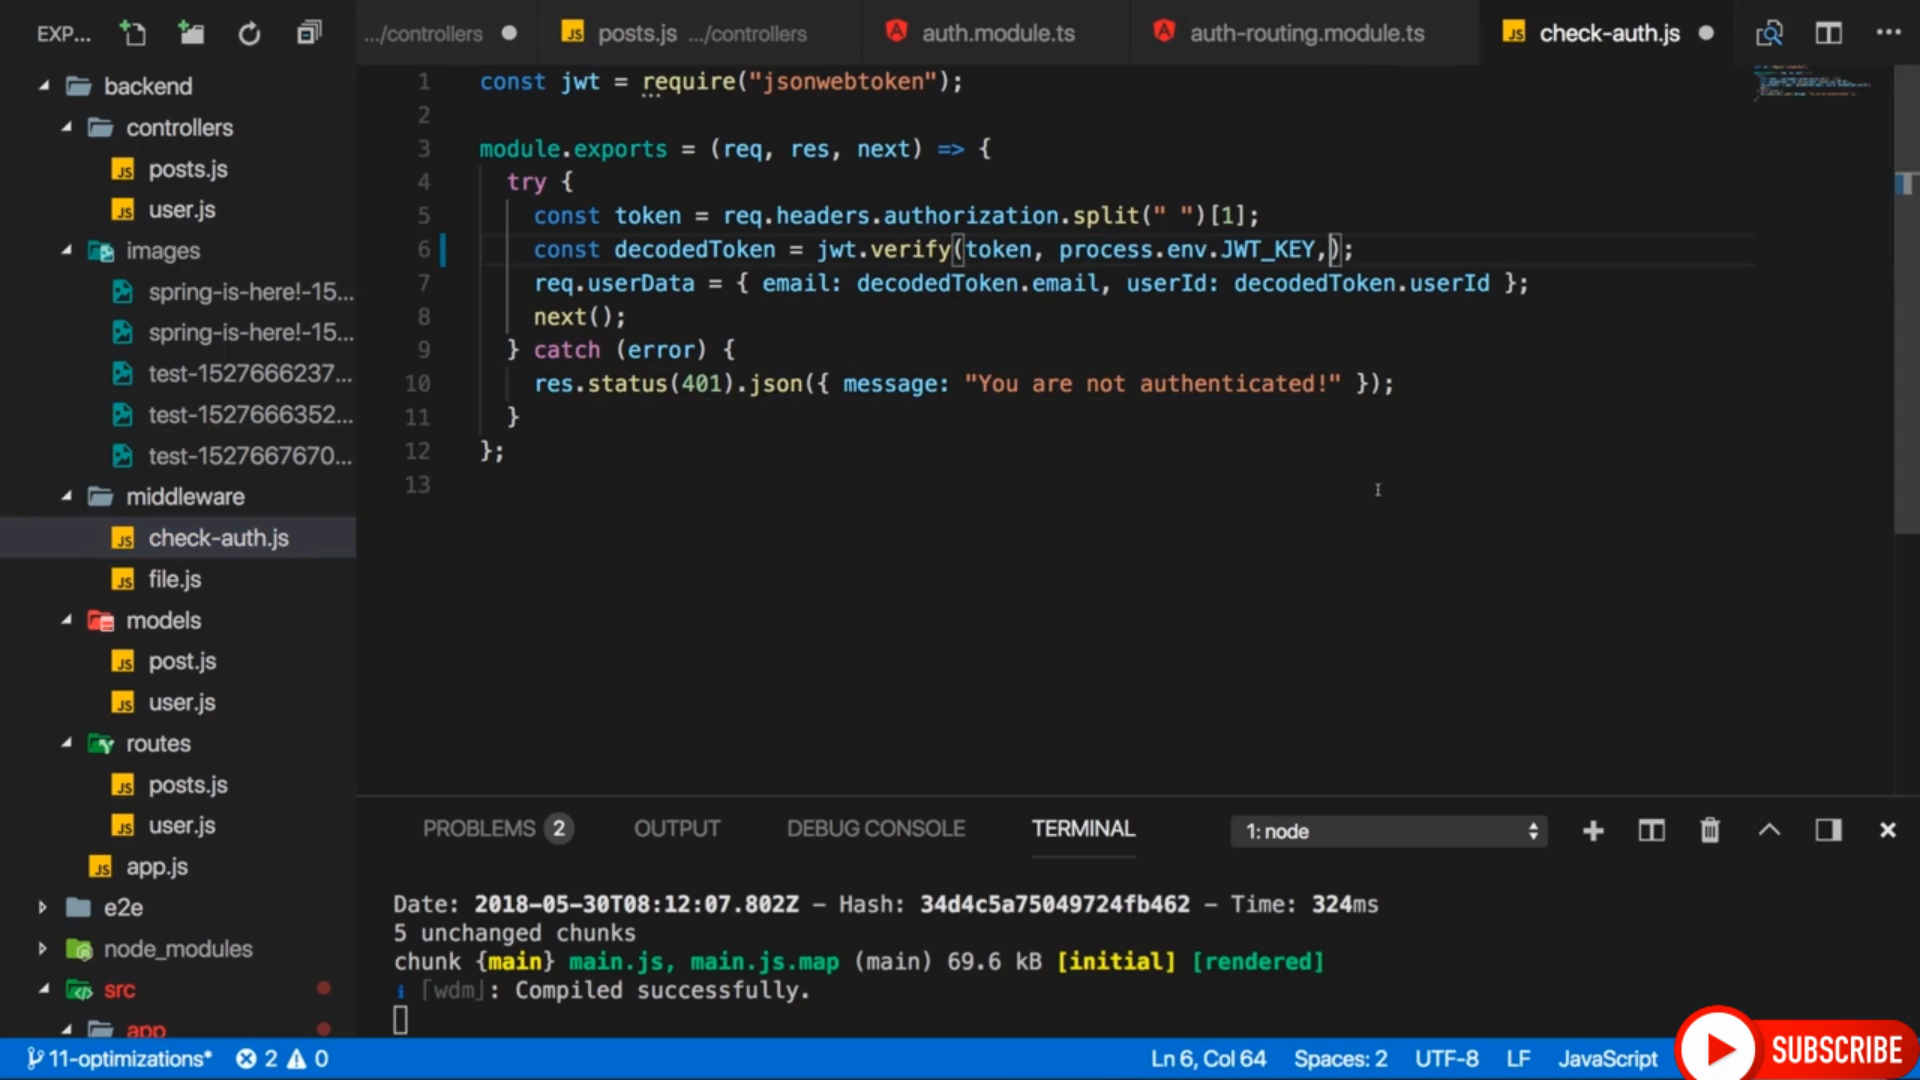 EXP...
.../controllers
posts.js .../controllers
auth.module.ts
auth-routing.module.ts
check-auth.js
backend
controllers
posts.js
user.js
images
spring-is-here!-15...
spring-is-here!-15...
test-1527666237...
test-1527666352...
test-1527667670...
middleware
check-auth.js
file.js
models
post.js
user.js
routes
posts.js
user.js
app.js
e2e
node_modules
src
app
1 const jwt = require("jsonwebtoken");
2
3 module.exports = (req, res, next) => {
4 try {
5 const token = req.headers.authorization.split(" ")[1];
6 const decodedToken = jwt.verify(token, process.env.JWT_KEY,);
7 req.userData = { email: decodedToken.email, userId: decodedToken.userId };
8 next();
9 } catch (error) {
10 res.status(401).json({ message: "You are not authenticated!" });
11 }
12 };
13
PROBLEMS 2 OUTPUT DEBUG CONSOLE TERMINAL 1: node
Date: 2018-05-30T08:12:07.802Z – Hash: 34d4c5a75049724fb462 – Time: 324ms
5 unchanged chunks
chunk {main} main.js, main.js.map (main) 69.6 kB [initial] [rendered]
i ｢wdm｣: Compiled successfully.
11-optimizations* 2 0 Ln 6, Col 64 Spaces: 2 UTF-8 LF JavaScript
SUBSCRIBE